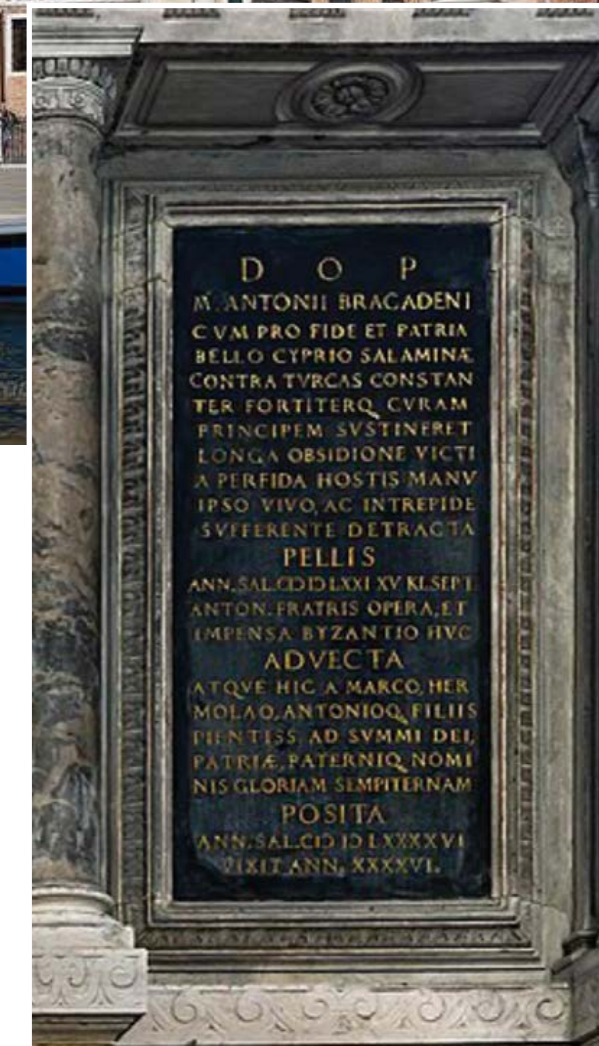 D O P
M. ANTONII BRAGADENI
CVM PRO FIDE ET PATRIA
BELLO CYPRIO SALAMINÆ
CONTRA TVRCAS CONSTAN
TER FORTITERQ, CVRAM
PRINCIPEM SVSTINERET
LONGA OBSIDIONE VICTI
A PERFIDA HOSTIS MANV
IPSO VIVO, AC INTREPIDE
SVFFERENTE DETRACTA
PELLIS
ANN. SAL. CIƆ IƆ LXXI XV KL. SEPT.
ANTON. FRATRIS OPERA, ET
IMPENSA BYZANTIO HVC
ADVECTA
ATQVE HIC A MARCO, HER
MOLAO, ANTONIOQ, FILIIS
PIENTISS. AD SVMMI DEI,
PATRIÆ, PATERNIQ, NOMI
NIS GLORIAM SEMPITERNAM
POSITA
ANN. SAL. CIƆ IƆ LXXXXVI
VIXIT ANN. XXXXVI.